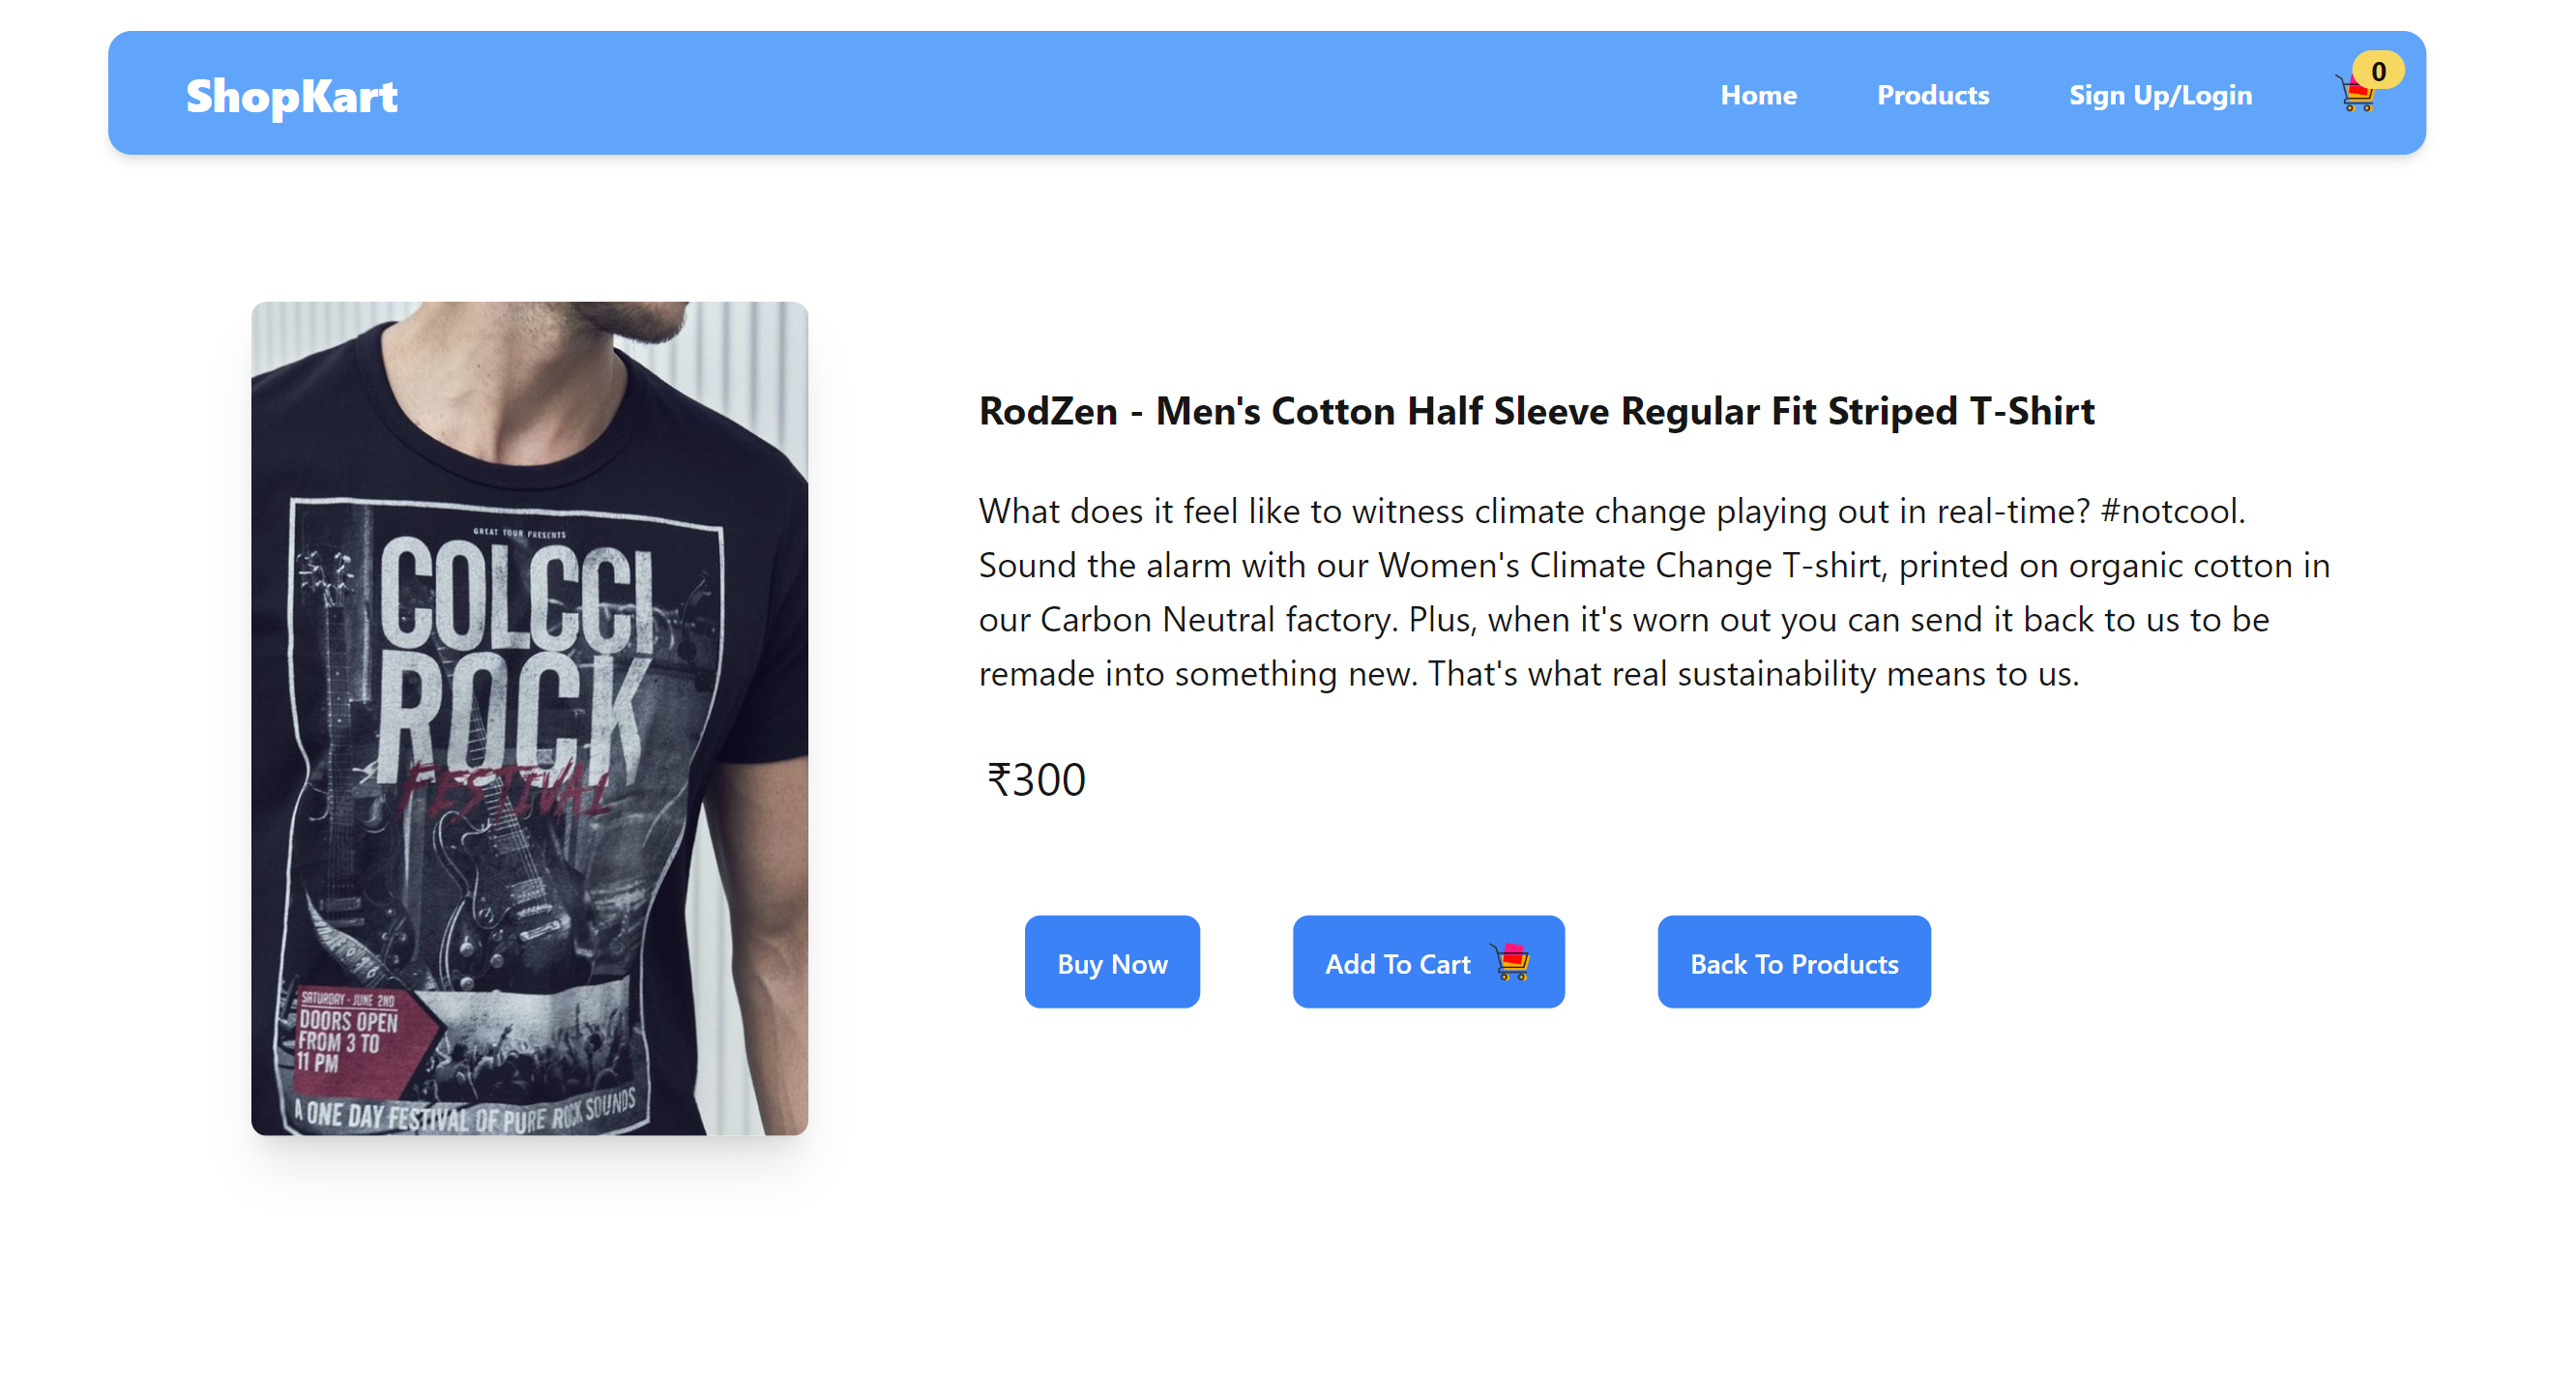 ShopKart
Home Products Sign Up/Login 0
GREAT TOUR PRESENTS
COLCCI
ROCK
FESTIVAL
SATURDAY - JUNE 2ND
DOORS OPEN
FROM 3 TO
11 PM
A ONE DAY FESTIVAL OF PURE ROCK SOUNDS
RodZen - Men's Cotton Half Sleeve Regular Fit Striped T-Shirt
What does it feel like to witness climate change playing out in real-time? #notcool.
Sound the alarm with our Women's Climate Change T-shirt, printed on organic cotton in
our Carbon Neutral factory. Plus, when it's worn out you can send it back to us to be
remade into something new. That's what real sustainability means to us.
₹300
Buy Now Add To Cart Back To Products